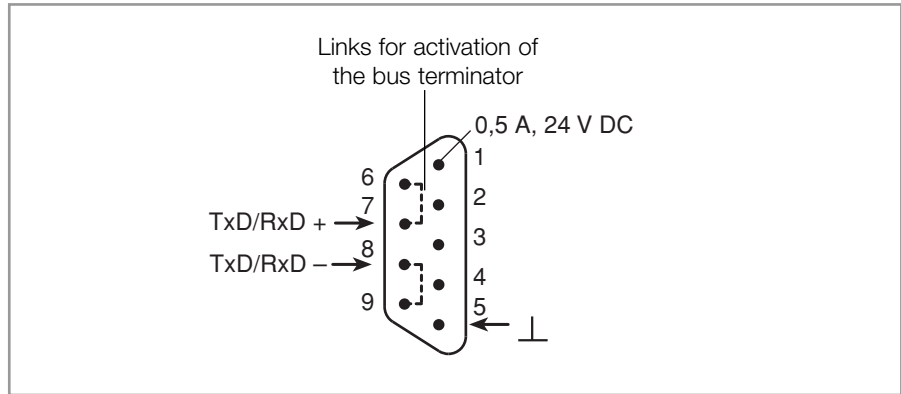 Links for activation of
the bus terminator
0,5 A, 24 V DC
1
6
2
7
TxD/RxD +
3
8
TxD/RxD –
4
9
5